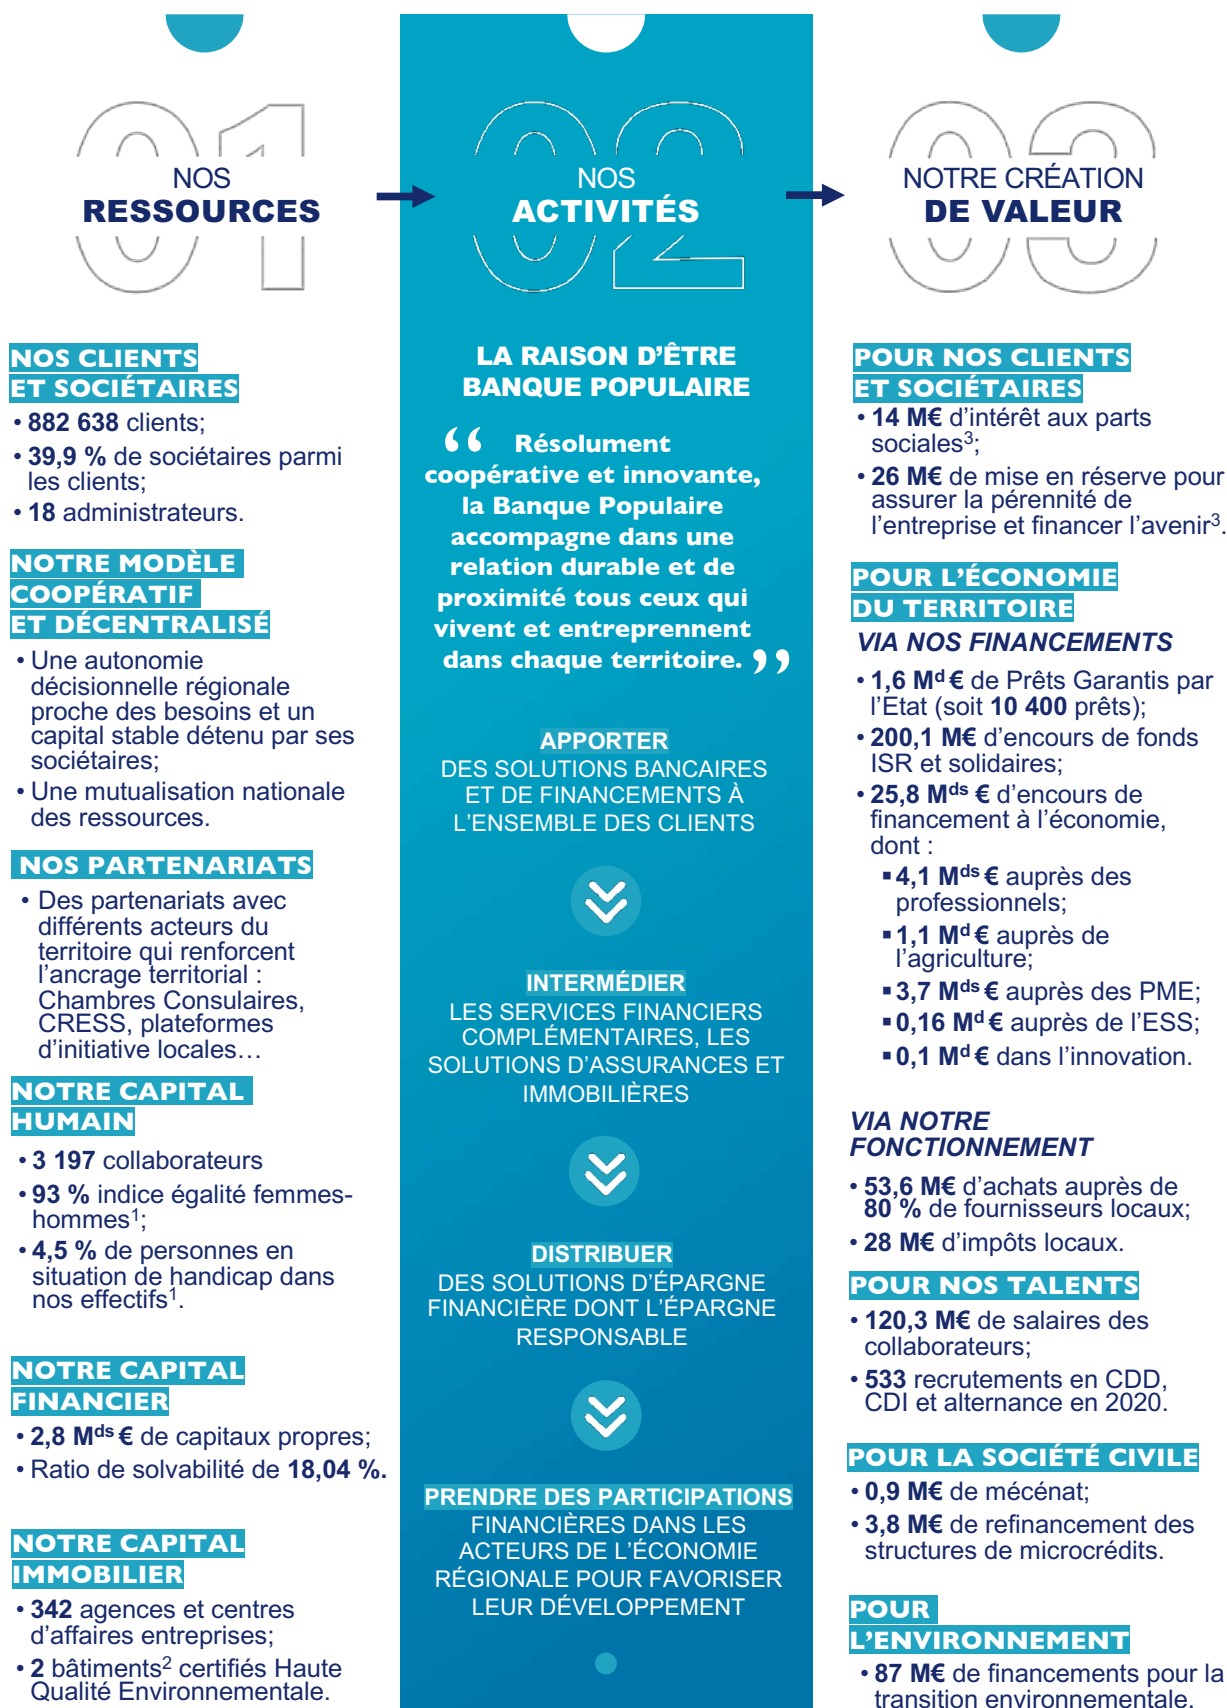 01
NOS
RESSOURCES
NOS CLIENTS
ET SOCIÉTAIRES
• 882 638 clients;
• 39,9 % de sociétaires parmi
les clients;
• 18 administrateurs.
NOTRE MODÈLE
COOPÉRATIF
ET DÉCENTRALISÉ
• Une autonomie
décisionnelle régionale
proche des besoins et un
capital stable détenu par ses
sociétaires;
• Une mutualisation nationale
des ressources.
NOS PARTENARIATS
• Des partenariats avec
différents acteurs du
territoire qui renforcent
l’ancrage territorial :
Chambres Consulaires,
CRESS, plateformes
d’initiative locales…
NOTRE CAPITAL
HUMAIN
• 3 197 collaborateurs
• 93 % indice égalité femmes-
hommes¹;
• 4,5 % de personnes en
situation de handicap dans
nos effectifs¹.
NOTRE CAPITAL
FINANCIER
• 2,8 Mds € de capitaux propres;
• Ratio de solvabilité de 18,04 %.
NOTRE CAPITAL
IMMOBILIER
• 342 agences et centres
d’affaires entreprises;
• 2 bâtiments² certifiés Haute
Qualité Environnementale.
02
NOS
ACTIVITÉS
LA RAISON D’ÊTRE
BANQUE POPULAIRE
“ Résolument
coopérative et innovante,
la Banque Populaire
accompagne dans une
relation durable et de
proximité tous ceux qui
vivent et entreprennent
dans chaque territoire. ”
APPORTER
DES SOLUTIONS BANCAIRES
ET DE FINANCEMENTS À
L’ENSEMBLE DES CLIENTS
INTERMÉDIER
LES SERVICES FINANCIERS
COMPLÉMENTAIRES, LES
SOLUTIONS D’ASSURANCES ET
IMMOBILIÈRES
DISTRIBUER
DES SOLUTIONS D’ÉPARGNE
FINANCIÈRE DONT L’ÉPARGNE
RESPONSABLE
PRENDRE DES PARTICIPATIONS
FINANCIÈRES DANS LES
ACTEURS DE L’ÉCONOMIE
RÉGIONALE POUR FAVORISER
LEUR DÉVELOPPEMENT
03
NOTRE CRÉATION
DE VALEUR
POUR NOS CLIENTS
ET SOCIÉTAIRES
• 14 M€ d’intérêt aux parts
sociales³;
• 26 M€ de mise en réserve pour
assurer la pérennité de
l’entreprise et financer l’avenir³.
POUR L’ÉCONOMIE
DU TERRITOIRE
VIA NOS FINANCEMENTS
• 1,6 Md € de Prêts Garantis par
l’Etat (soit 10 400 prêts);
• 200,1 M€ d’encours de fonds
ISR et solidaires;
• 25,8 Mds € d’encours de
financement à l’économie,
dont :
▪ 4,1 Mds € auprès des
professionnels;
▪ 1,1 Md € auprès de
l’agriculture;
▪ 3,7 Mds € auprès des PME;
▪ 0,16 Md € auprès de l’ESS;
▪ 0,1 Md € dans l’innovation.
VIA NOTRE
FONCTIONNEMENT
• 53,6 M€ d’achats auprès de
80 % de fournisseurs locaux;
• 28 M€ d’impôts locaux.
POUR NOS TALENTS
• 120,3 M€ de salaires des
collaborateurs;
• 533 recrutements en CDD,
CDI et alternance en 2020.
POUR LA SOCIÉTÉ CIVILE
• 0,9 M€ de mécénat;
• 3,8 M€ de refinancement des
structures de microcrédits.
POUR
L’ENVIRONNEMENT
• 87 M€ de financements pour la
transition environnementale.